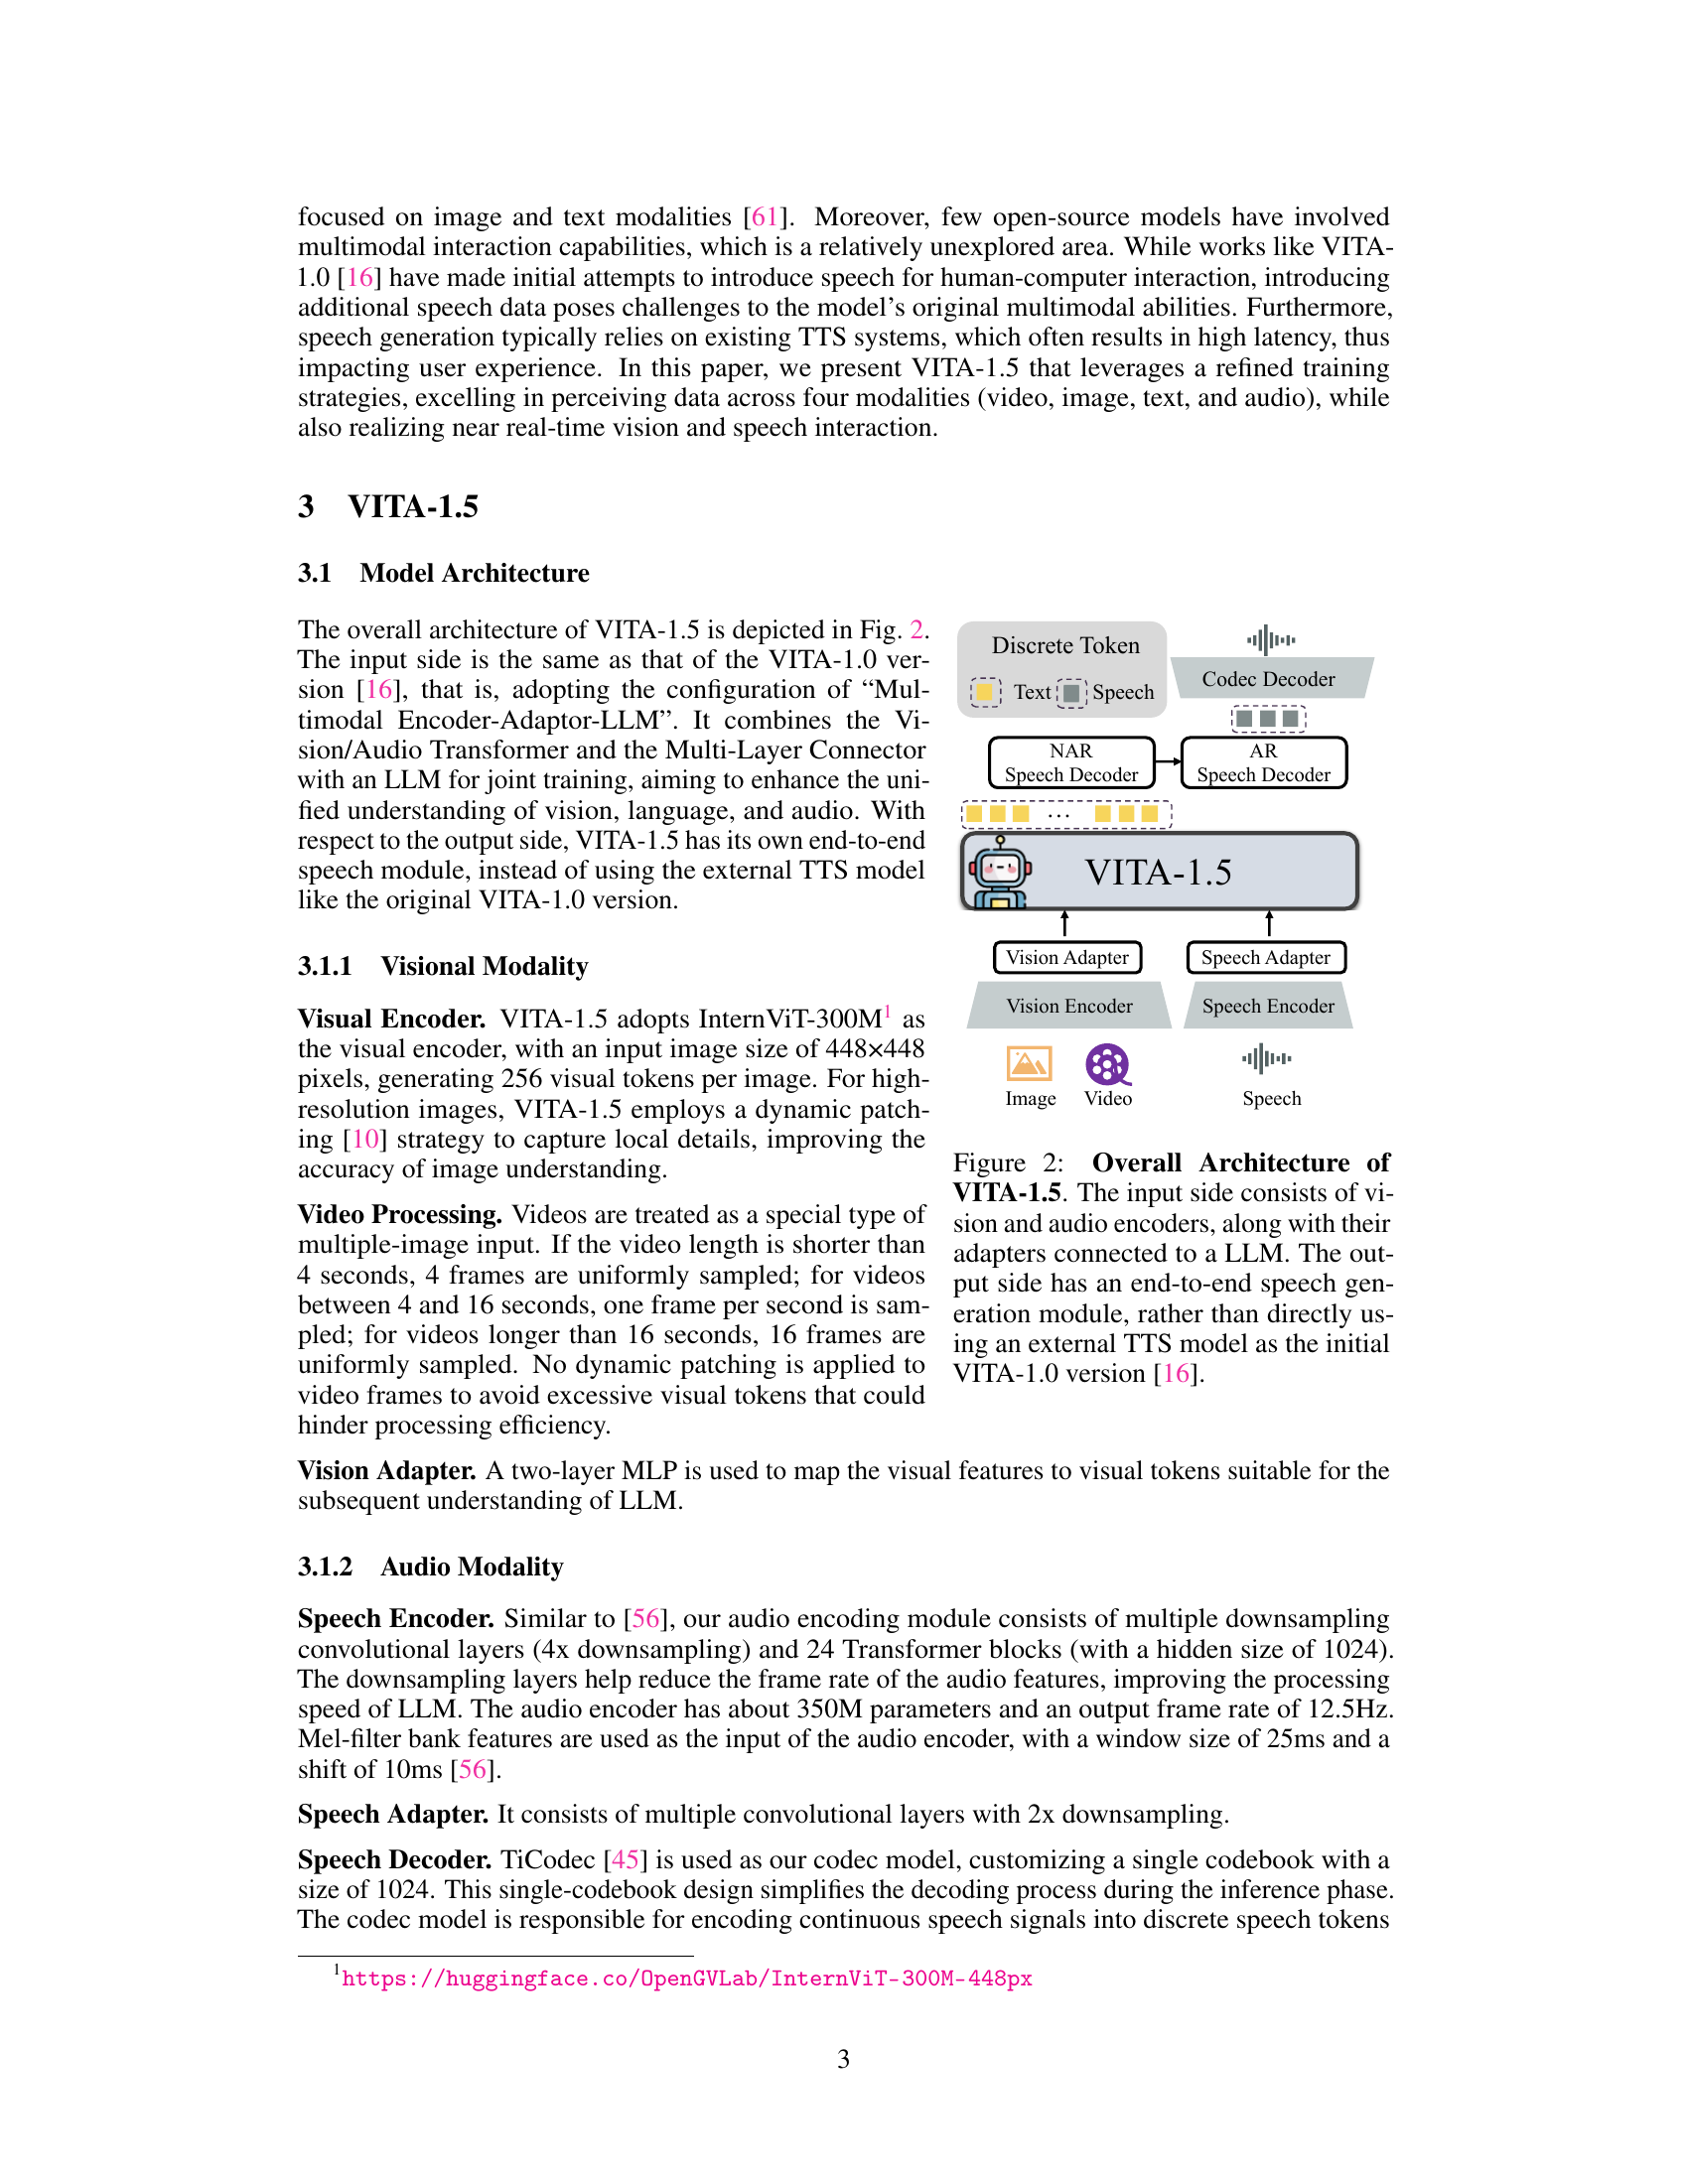 focused on image and text modalities [61]. Moreover, few open-source models have involved
multimodal interaction capabilities, which is a relatively unexplored area. While works like VITA-
1.0 [16] have made initial attempts to introduce speech for human-computer interaction, introducing
additional speech data poses challenges to the model's original multimodal abilities. Furthermore,
speech generation typically relies on existing TTS systems, which often results in high latency, thus
impacting user experience. In this paper, we present VITA-1.5 that leverages a refined training
strategies, excelling in perceiving data across four modalities (video, image, text, and audio), while
also realizing near real-time vision and speech interaction.
3 VITA-1.5
3.1 Model Architecture
The overall architecture of VITA-1.5 is depicted in Fig. 2.
The input side is the same as that of the VITA-1.0 ver-
sion [16], that is, adopting the configuration of “Mul-
timodal Encoder-Adaptor-LLM”. It combines the Vi-
sion/Audio Transformer and the Multi-Layer Connector
with an LLM for joint training, aiming to enhance the uni-
fied understanding of vision, language, and audio. With
respect to the output side, VITA-1.5 has its own end-to-end
speech module, instead of using the external TTS model
like the original VITA-1.0 version.
3.1.1 Visional Modality
Visual Encoder. VITA-1.5 adopts InternViT-300M1 as
the visual encoder, with an input image size of 448×448
pixels, generating 256 visual tokens per image. For high-
resolution images, VITA-1.5 employs a dynamic patch-
ing [10] strategy to capture local details, improving the
accuracy of image understanding.
Video Processing. Videos are treated as a special type of
multiple-image input. If the video length is shorter than
4 seconds, 4 frames are uniformly sampled; for videos
between 4 and 16 seconds, one frame per second is sam-
pled; for videos longer than 16 seconds, 16 frames are
uniformly sampled. No dynamic patching is applied to
video frames to avoid excessive visual tokens that could
hinder processing efficiency.
Discrete Token
Text Speech
Codec Decoder
NAR
Speech Decoder
AR
Speech Decoder
...
VITA-1.5
Vision Adapter
Speech Adapter
Vision Encoder
Speech Encoder
Image
Video
Speech
Figure 2: Overall Architecture of
VITA-1.5. The input side consists of vi-
sion and audio encoders, along with their
adapters connected to a LLM. The out-
put side has an end-to-end speech gen-
eration module, rather than directly us-
ing an external TTS model as the initial
VITA-1.0 version [16].
Vision Adapter. A two-layer MLP is used to map the visual features to visual tokens suitable for the
subsequent understanding of LLM.
3.1.2 Audio Modality
Speech Encoder. Similar to [56], our audio encoding module consists of multiple downsampling
convolutional layers (4x downsampling) and 24 Transformer blocks (with a hidden size of 1024).
The downsampling layers help reduce the frame rate of the audio features, improving the processing
speed of LLM. The audio encoder has about 350M parameters and an output frame rate of 12.5Hz.
Mel-filter bank features are used as the input of the audio encoder, with a window size of 25ms and a
shift of 10ms [56].
Speech Adapter. It consists of multiple convolutional layers with 2x downsampling.
Speech Decoder. TiCodec [45] is used as our codec model, customizing a single codebook with a
size of 1024. This single-codebook design simplifies the decoding process during the inference phase.
The codec model is responsible for encoding continuous speech signals into discrete speech tokens
1https://huggingface.co/OpenGVLab/InternViT-300M-448px
3